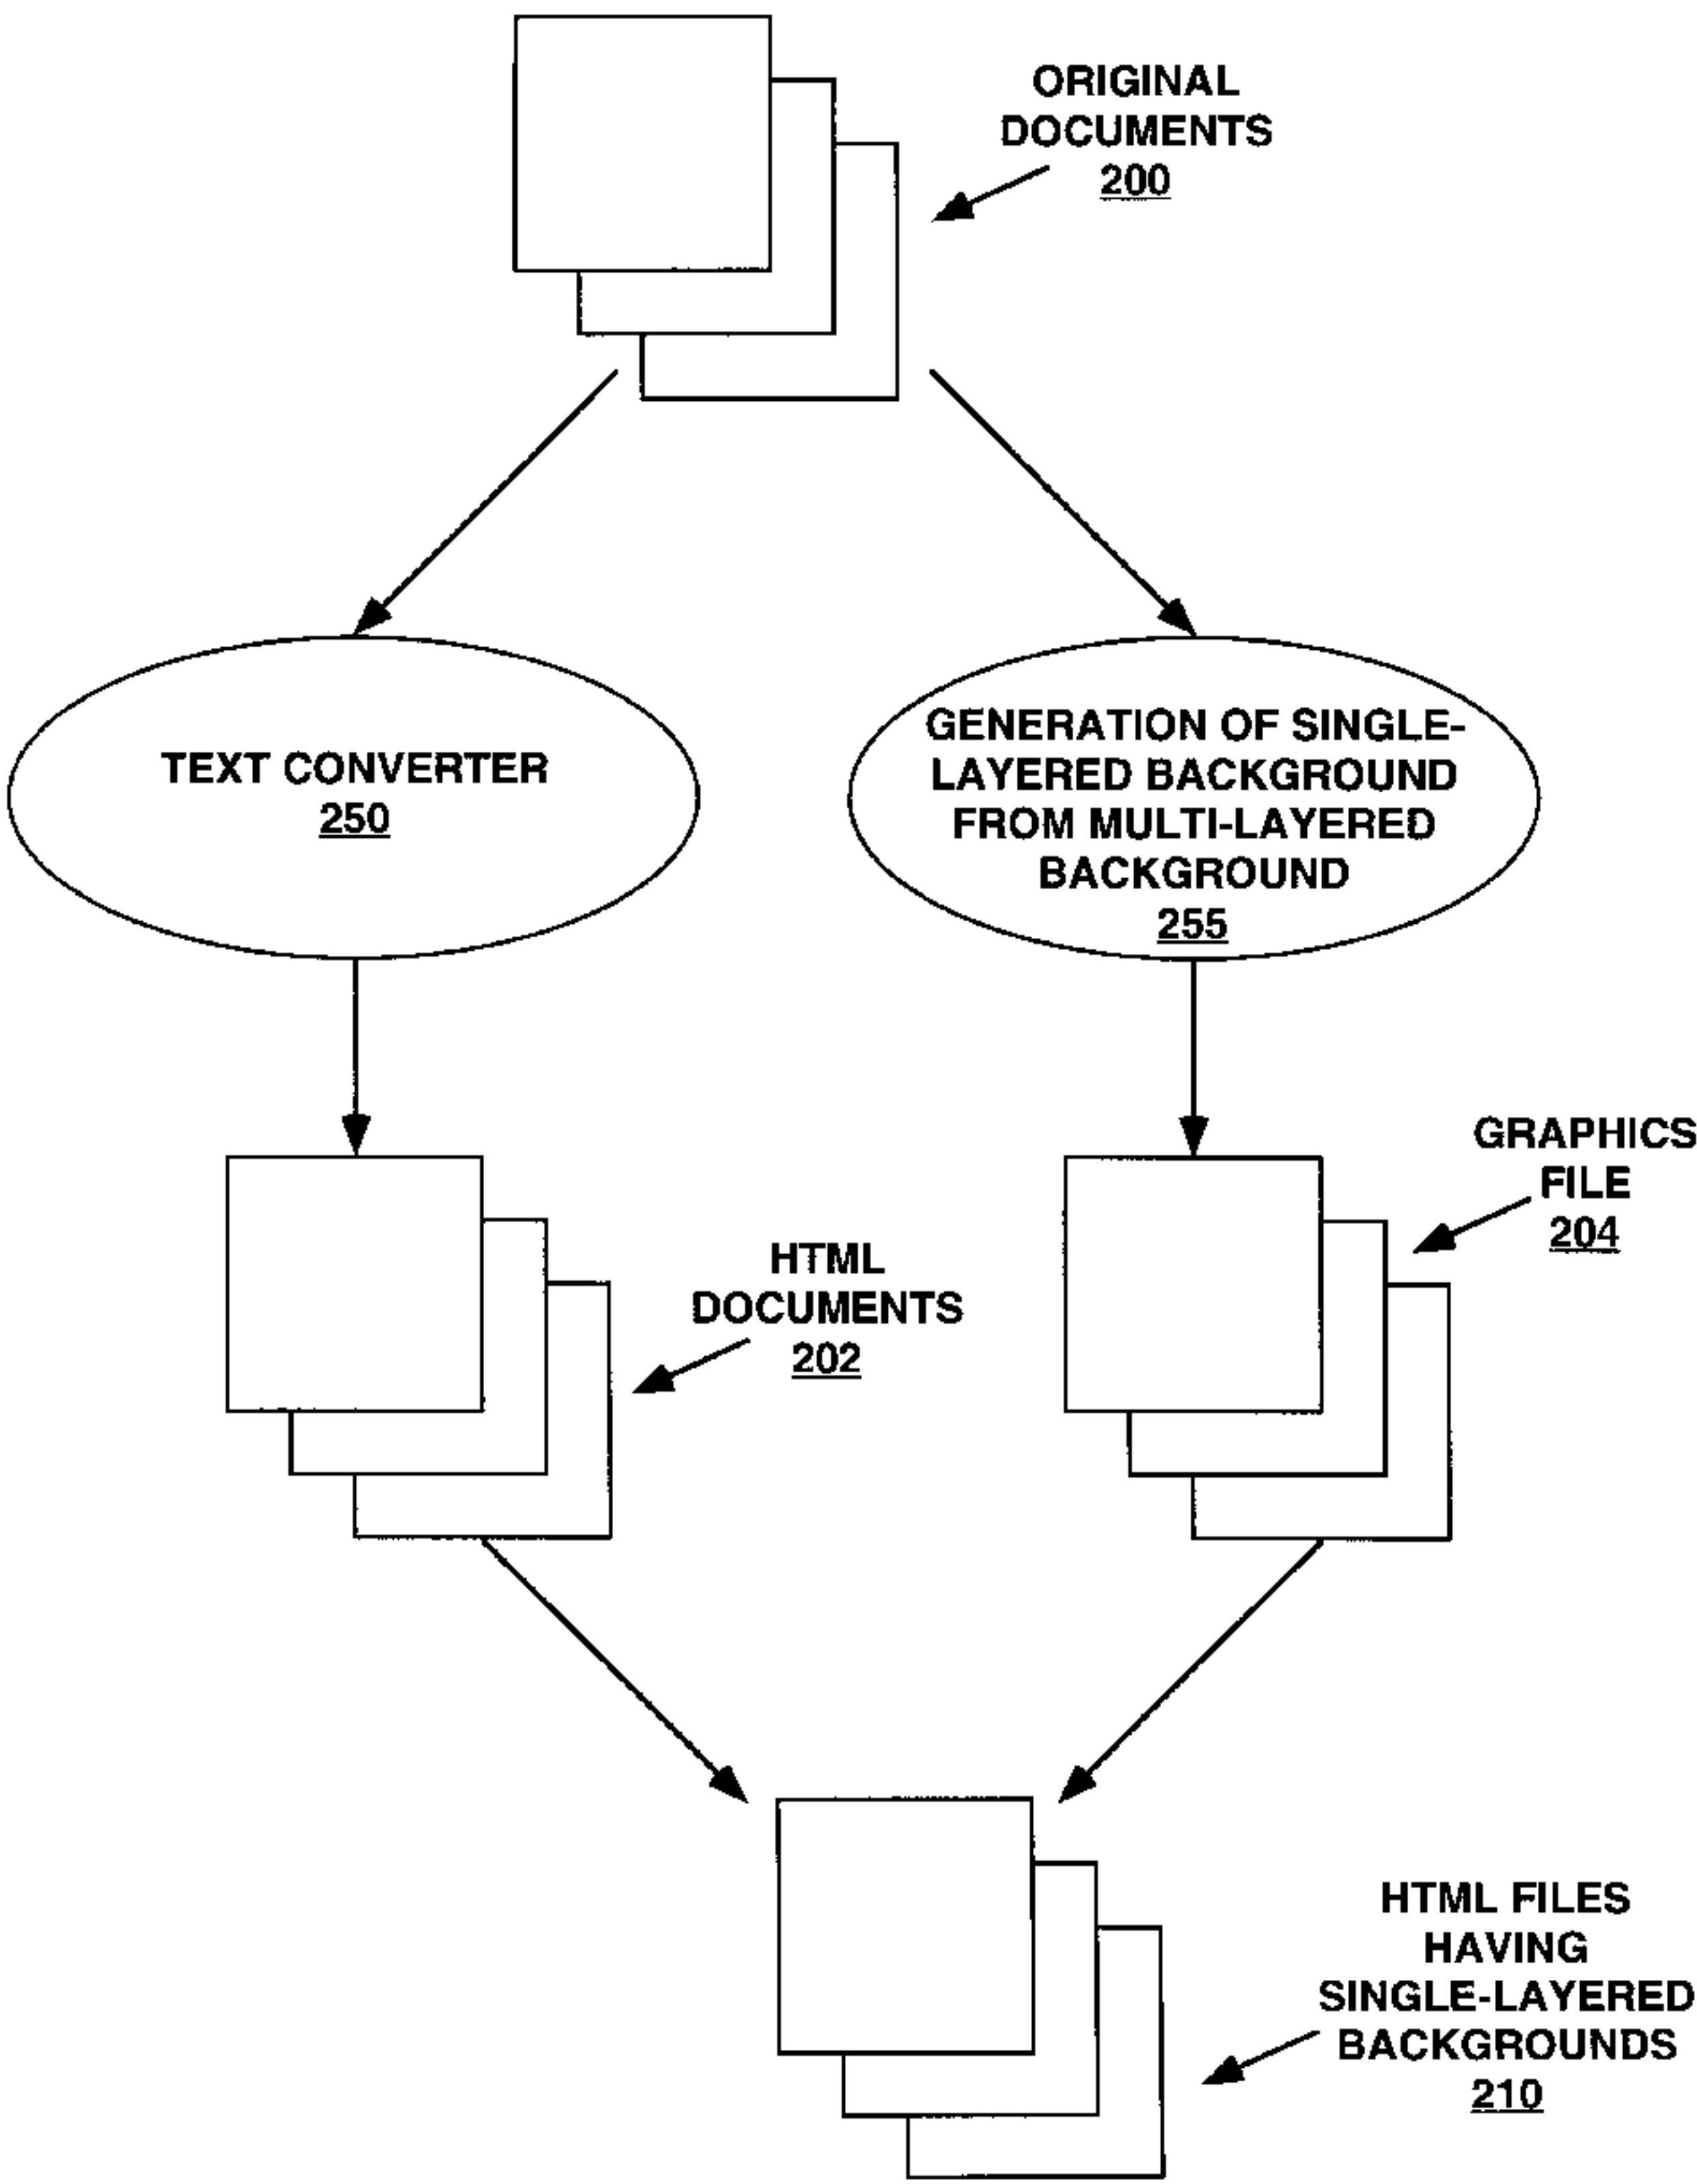 ORIGINAL
DOCUMENTS
200
TEXT CONVERTER
250
GENERATION OF SINGLE-
LAYERED BACKGROUND
FROM MULTI-LAYERED
BACKGROUND
255
HTML
DOCUMENTS
202
GRAPHICS
FILE
204
HTML FILES
HAVING
SINGLE-LAYERED
BACKGROUNDS
210